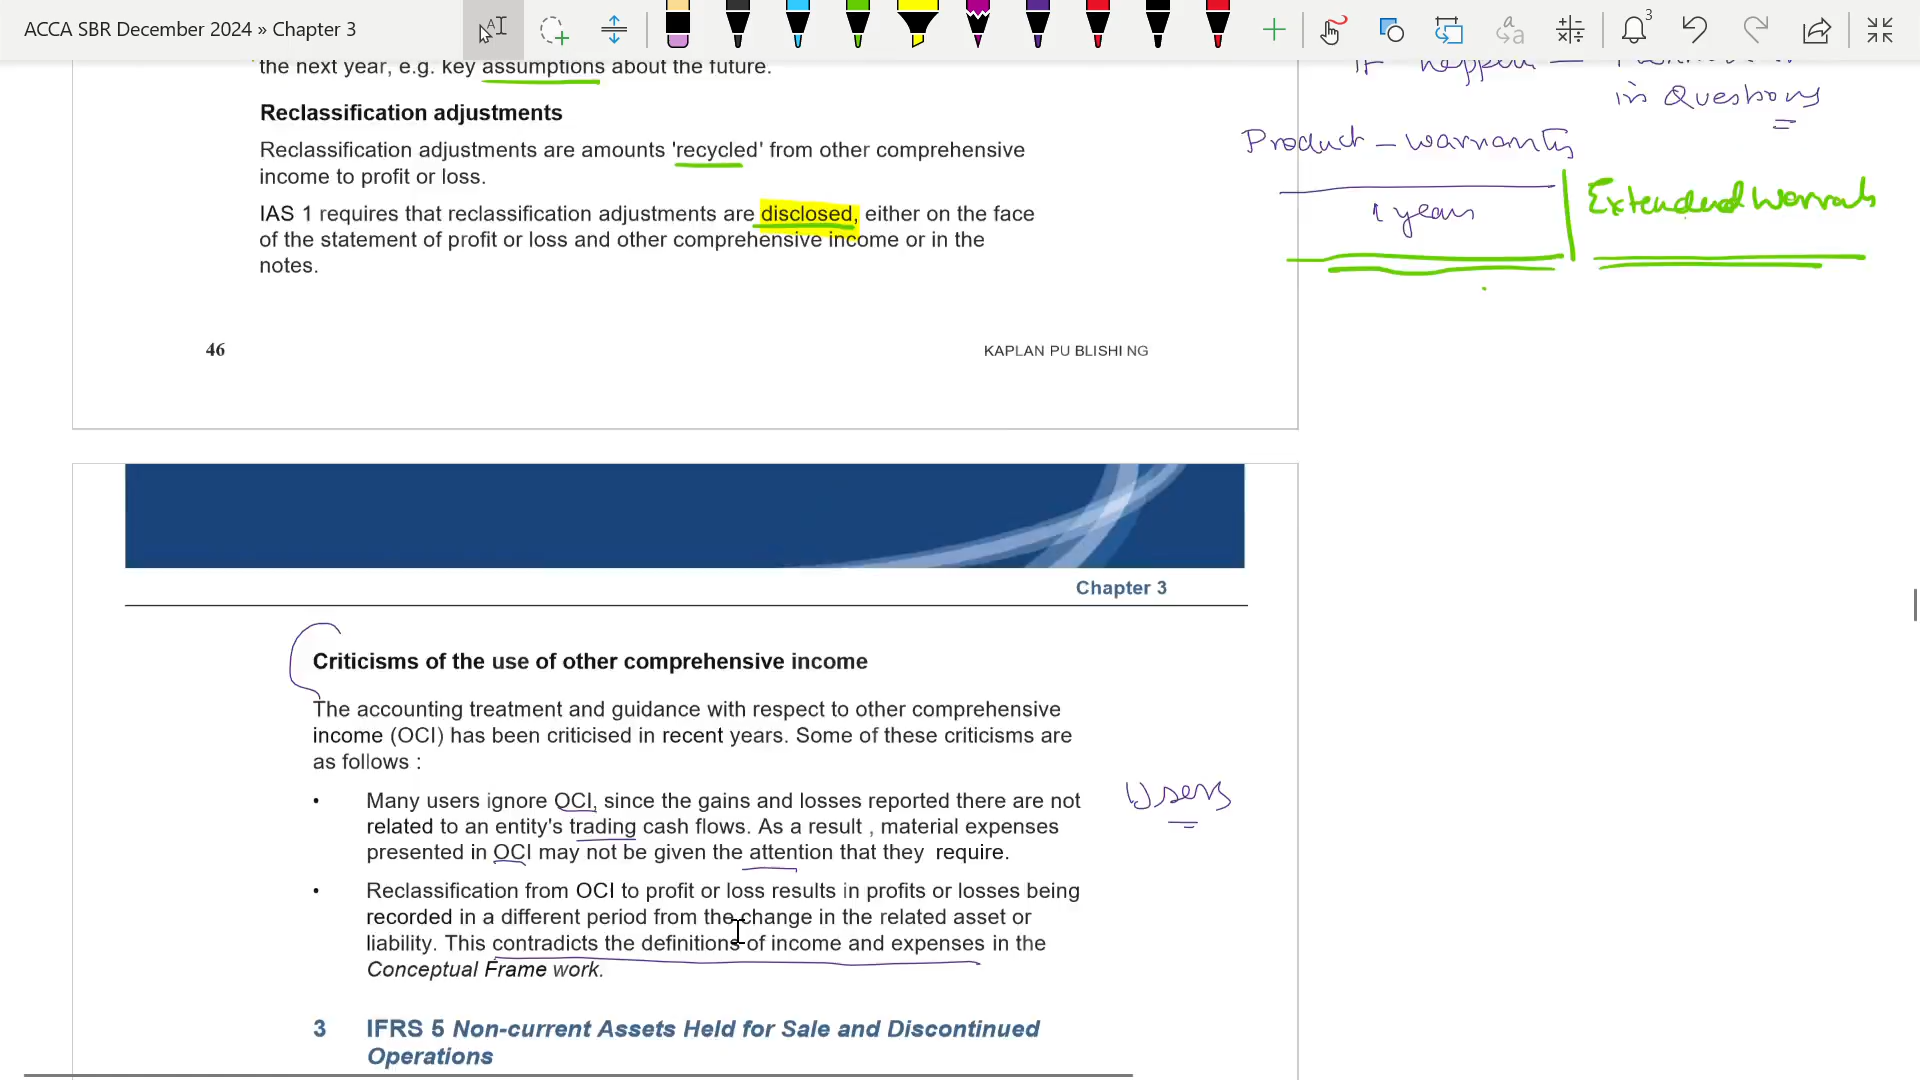 ACCA SBR December 2024 » Chapter 3
3
the next year, e.g. key assumptions about the future.
in Questions
Reclassification adjustments
Product - warranty
Reclassification adjustments are amounts 'recycled' from other comprehensive
income to profit or loss.
1 years
Extended Warranty
IAS 1 requires that reclassification adjustments are disclosed, either on the face
of the statement of profit or loss and other comprehensive income or in the
notes.
46
KAPLAN PU BLISHI NG
Chapter 3
Criticisms of the use of other comprehensive income
The accounting treatment and guidance with respect to other comprehensive
income (OCI) has been criticised in recent years. Some of these criticisms are
as follows :
• Many users ignore OCI, since the gains and losses reported there are not
related to an entity's trading cash flows. As a result , material expenses
presented in OCI may not be given the attention that they require.
Users
• Reclassification from OCI to profit or loss results in profits or losses being
recorded in a different period from the change in the related asset or
liability. This contradicts the definitions of income and expenses in the
Conceptual Frame work.
3 IFRS 5 Non-current Assets Held for Sale and Discontinued
Operations